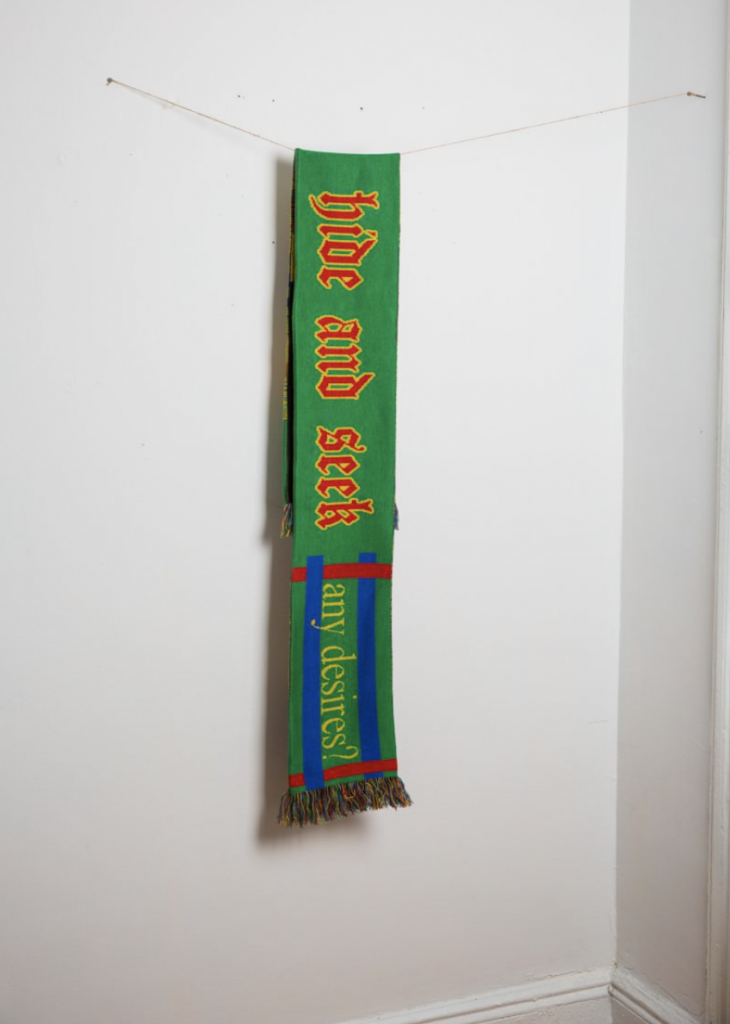 hide and seek
any desires?